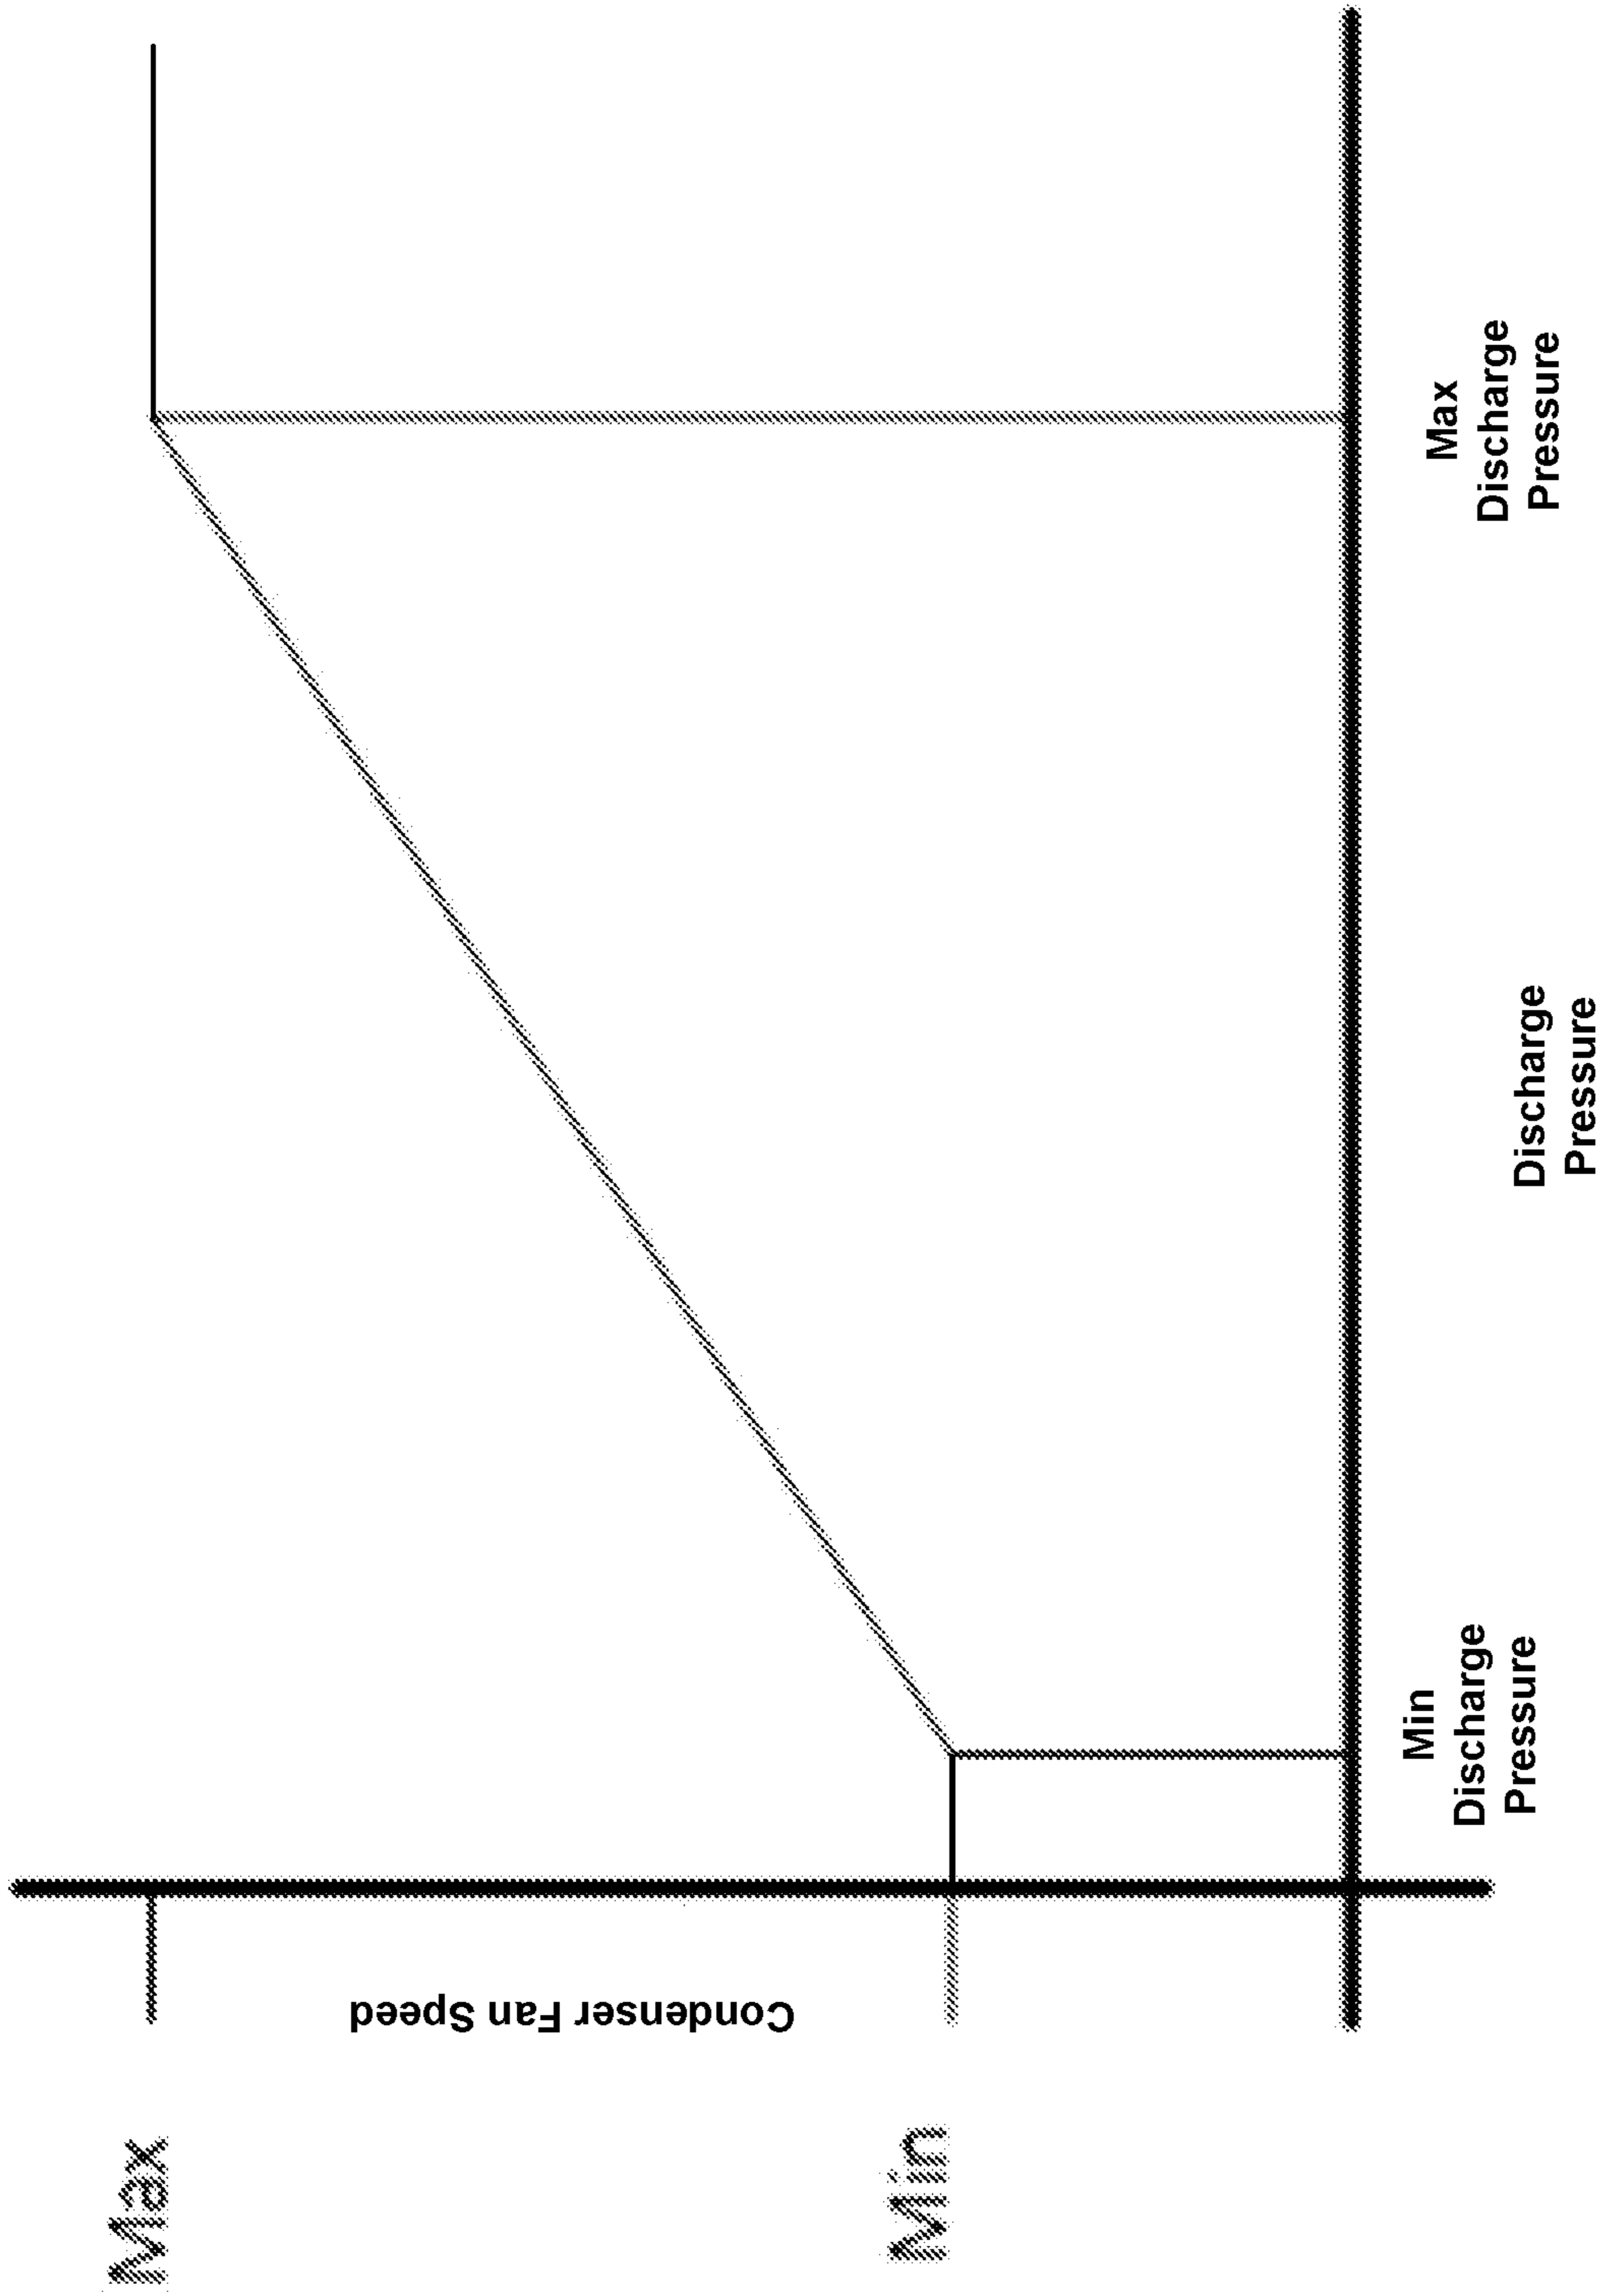 Max
Condenser Fan Speed
Min
Min
Discharge
Pressure
Discharge
Pressure
Max
Discharge
Pressure